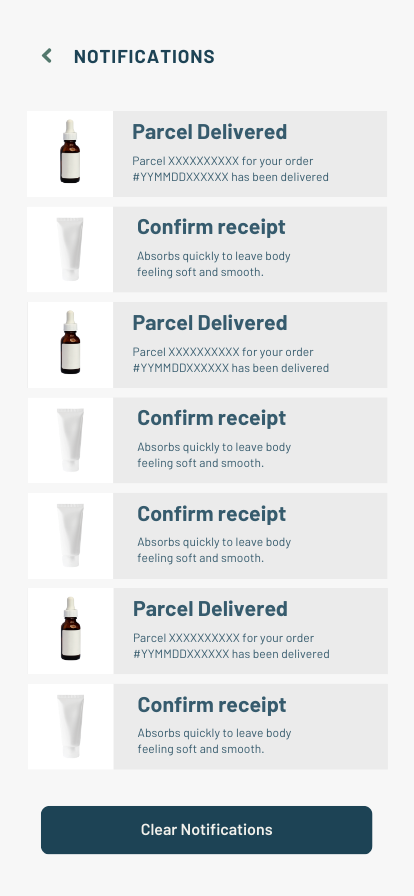 NOTIFICATIONS
Parcel Delivered
Parcel XXXXXXXXXX for your order
#YYMMDDXXXXXX has been delivered
Confirm receipt
Absorbs quickly to leave body
feeling soft and smooth.
Parcel Delivered
Parcel XXXXXXXXXX for your order
#YYMMDDXXXXXX has been delivered
Confirm receipt
Absorbs quickly to leave body
feeling soft and smooth.
Confirm receipt
Absorbs quickly to leave body
feeling soft and smooth.
Parcel Delivered
Parcel XXXXXXXXXX for your order
#YYMMDDXXXXXX has been delivered
Confirm receipt
Absorbs quickly to leave body
feeling soft and smooth.
Clear Notifications